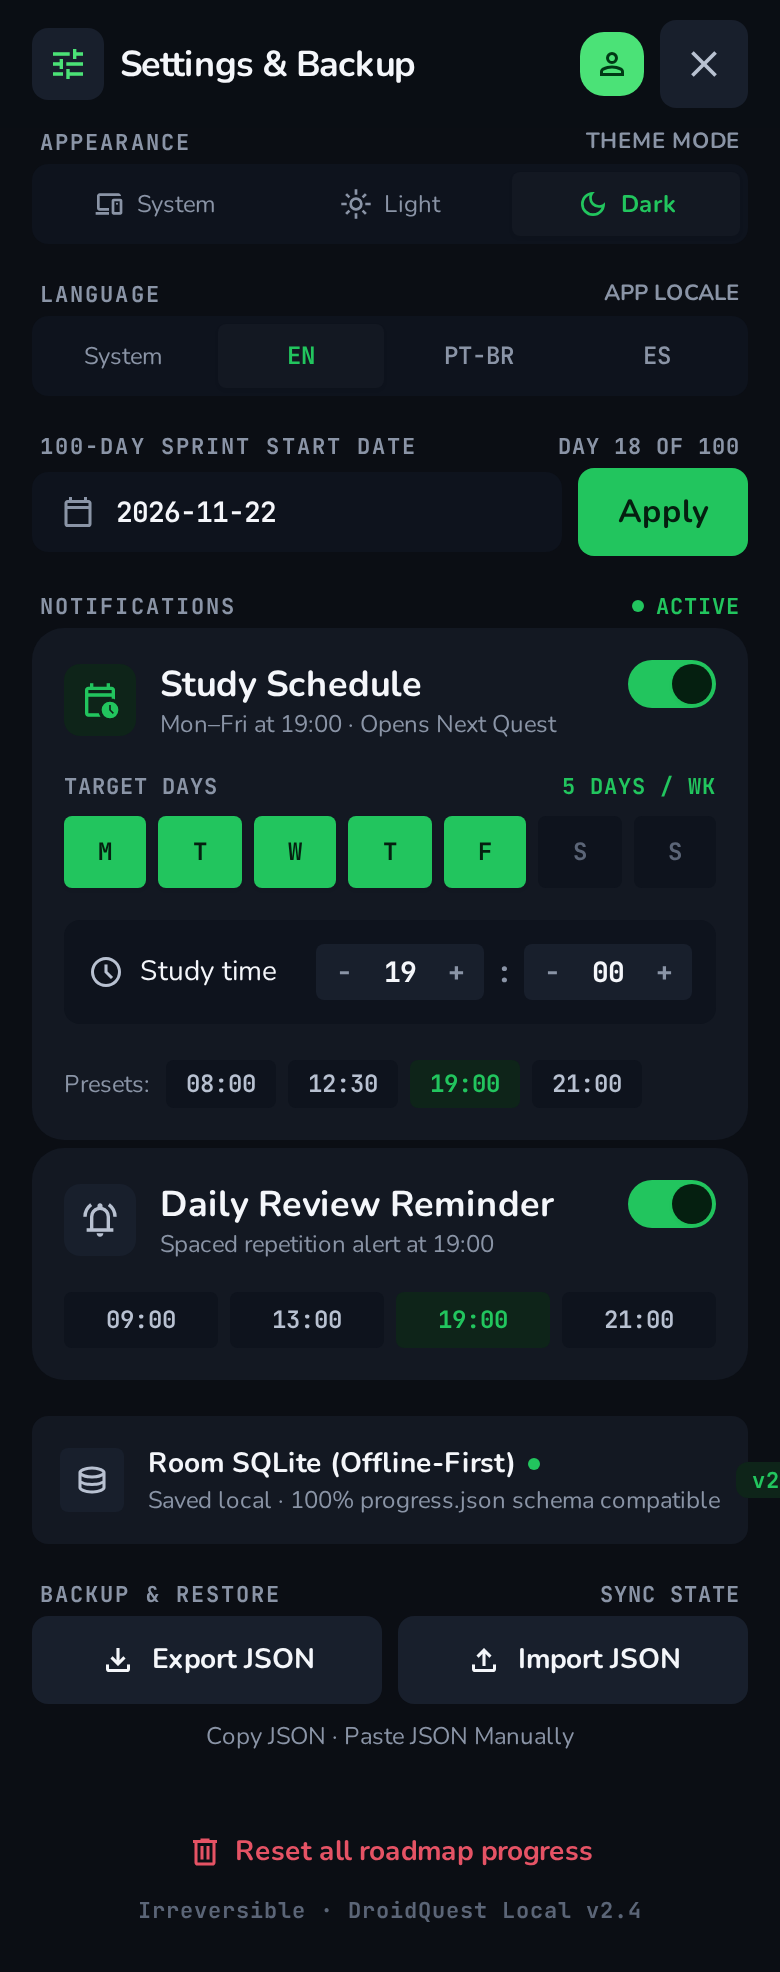 Settings & Backup
APPEARANCE THEME MODE
System Light Dark
LANGUAGE APP LOCALE
System EN PT-BR ES
100-DAY SPRINT START DATE DAY 18 OF 100
2026-11-22 Apply
NOTIFICATIONS ACTIVE
Study Schedule
Mon–Fri at 19:00 · Opens Next Quest
TARGET DAYS 5 DAYS / WK
M T W T F S S
Study time - 19 + : - 00 +
Presets: 08:00 12:30 19:00 21:00
Daily Review Reminder
Spaced repetition alert at 19:00
09:00 13:00 19:00 21:00
Room SQLite (Offline-First)
Saved local · 100% progress.json schema compatible
v2
BACKUP & RESTORE SYNC STATE
Export JSON Import JSON
Copy JSON · Paste JSON Manually
Reset all roadmap progress
Irreversible · DroidQuest Local v2.4